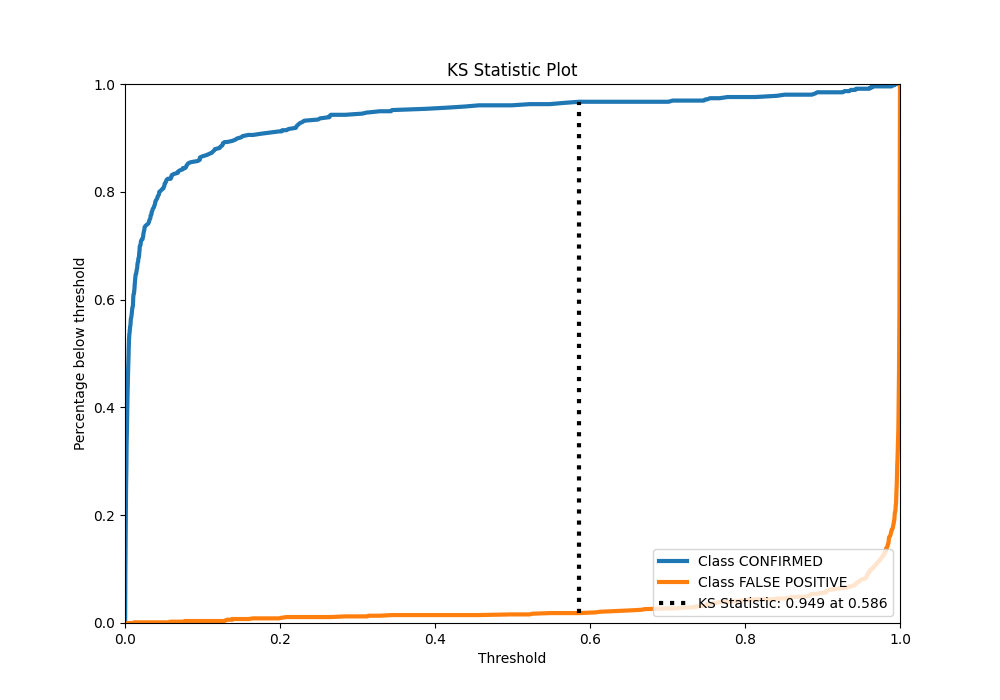 KS Statistic Plot
Percentage below threshold
1.0
0.8
0.6
0.4
0.2
0.0
0.0 0.2 0.4 0.6 0.8 1.0
Threshold
Class CONFIRMED
Class FALSE POSITIVE
KS Statistic: 0.949 at 0.586